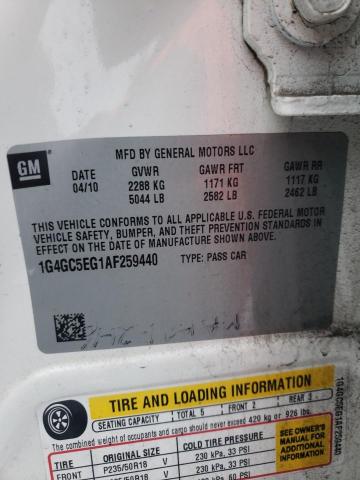 GM
MFD BY GENERAL MOTORS LLC
DATE GVWR GAWR FRT GAWR RR
04/10 2288 KG 1171 KG 1117 KG
5044 LB 2582 LB 2462 LB
THIS VEHICLE CONFORMS TO ALL APPLICABLE U.S. FEDERAL MOTOR
VEHICLE SAFETY, BUMPER, AND THEFT PREVENTION STANDARDS IN
EFFECT ON THE DATE OF MANUFACTURE SHOWN ABOVE.
1G4GC5EG1AF259440 TYPE: PASS CAR
TIRE AND LOADING INFORMATION
SEATING CAPACITY TOTAL 5 FRONT 2 REAR 3
The combined weight of occupants and cargo should never exceed 420 kg or 926 lbs.
TIRE ORIGINAL SIZE COLD TIRE PRESSURE
FRONT P235/50R18 230 kPa, 33 PSI
230 kPa, 33 PSI
SEE OWNER'S
MANUAL FOR
ADDITIONAL
INFORMATION
1G4GC5EG1AF259440